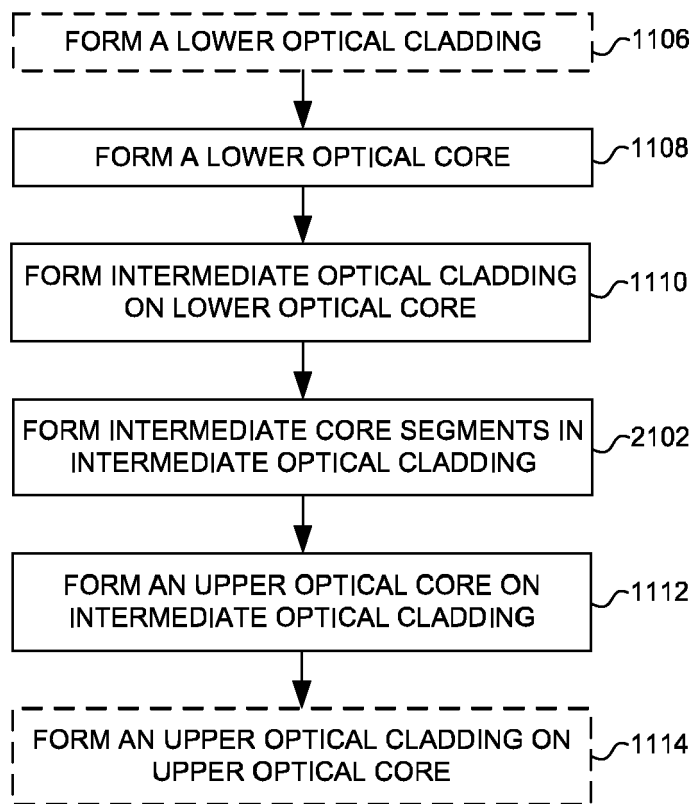 FORM A LOWER OPTICAL CLADDING
1106
FORM A LOWER OPTICAL CORE
1108
FORM INTERMEDIATE OPTICAL CLADDING
ON LOWER OPTICAL CORE
1110
FORM INTERMEDIATE CORE SEGMENTS IN
INTERMEDIATE OPTICAL CLADDING
2102
FORM AN UPPER OPTICAL CORE ON
INTERMEDIATE OPTICAL CLADDING
1112
FORM AN UPPER OPTICAL CLADDING ON
UPPER OPTICAL CORE
1114